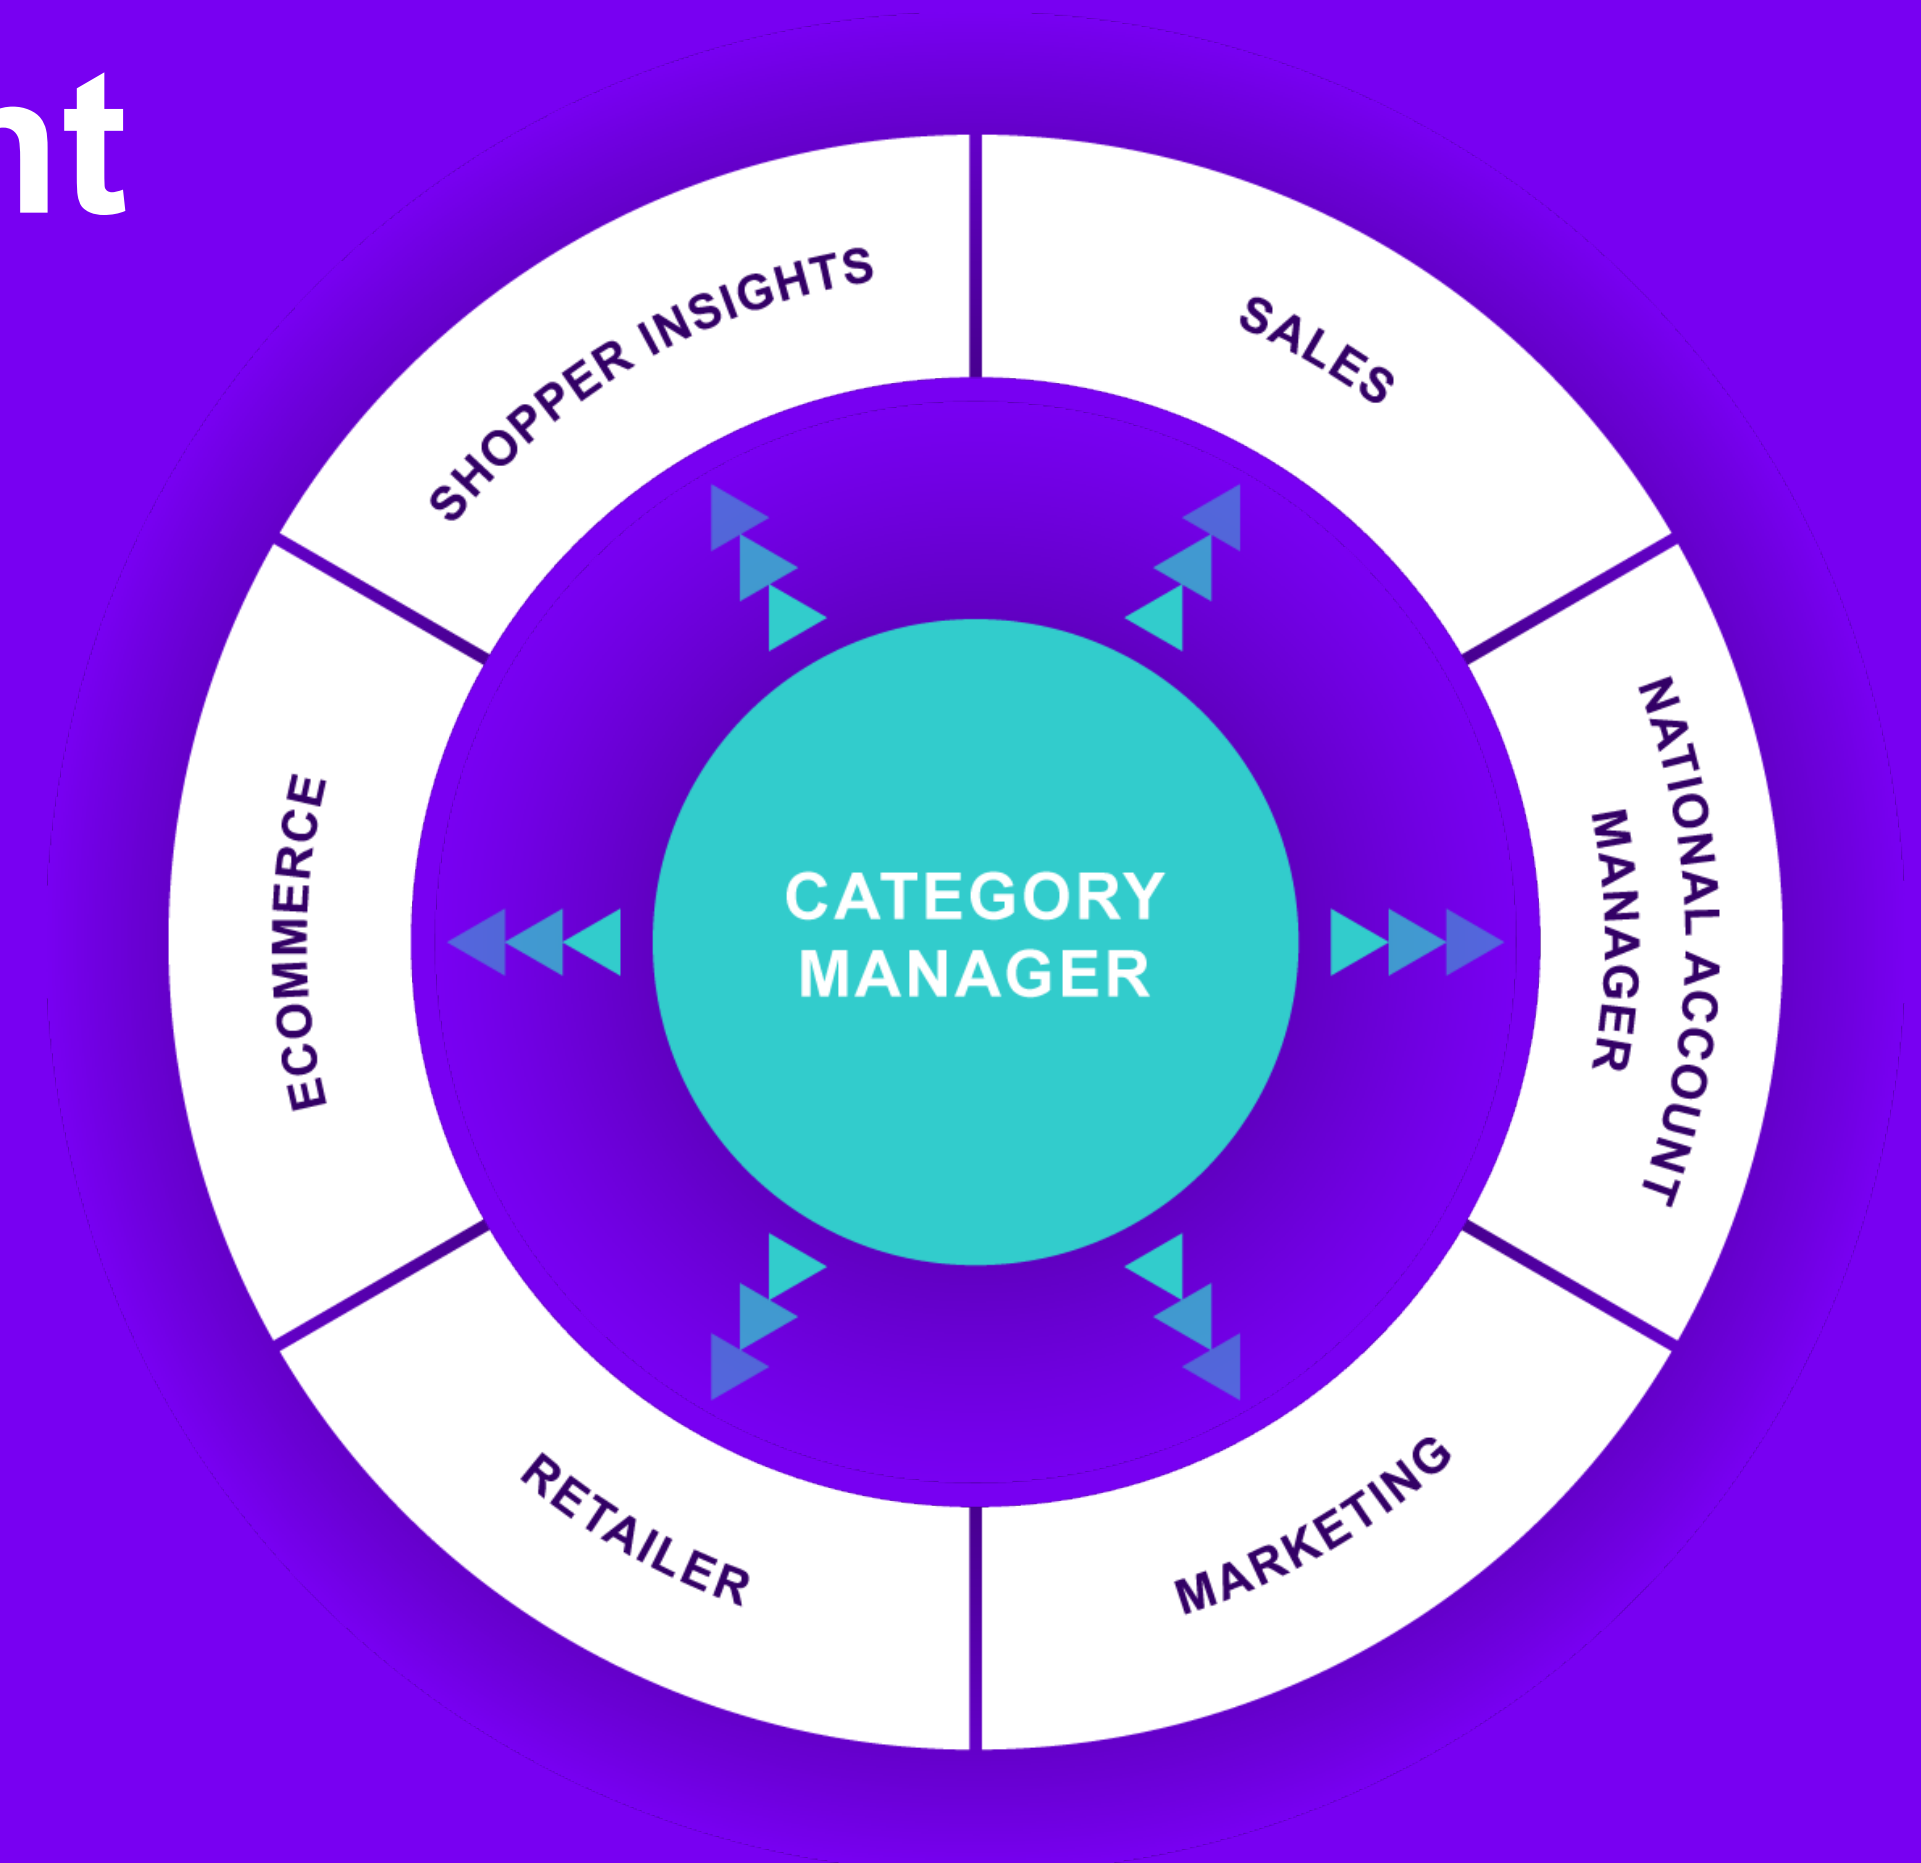 nt
SHOPPER INSIGHTS
SALES
NATIONAL ACCOUNT
MANAGER
MARKETING
RETAILER
ECOMMERCE
CATEGORY
MANAGER